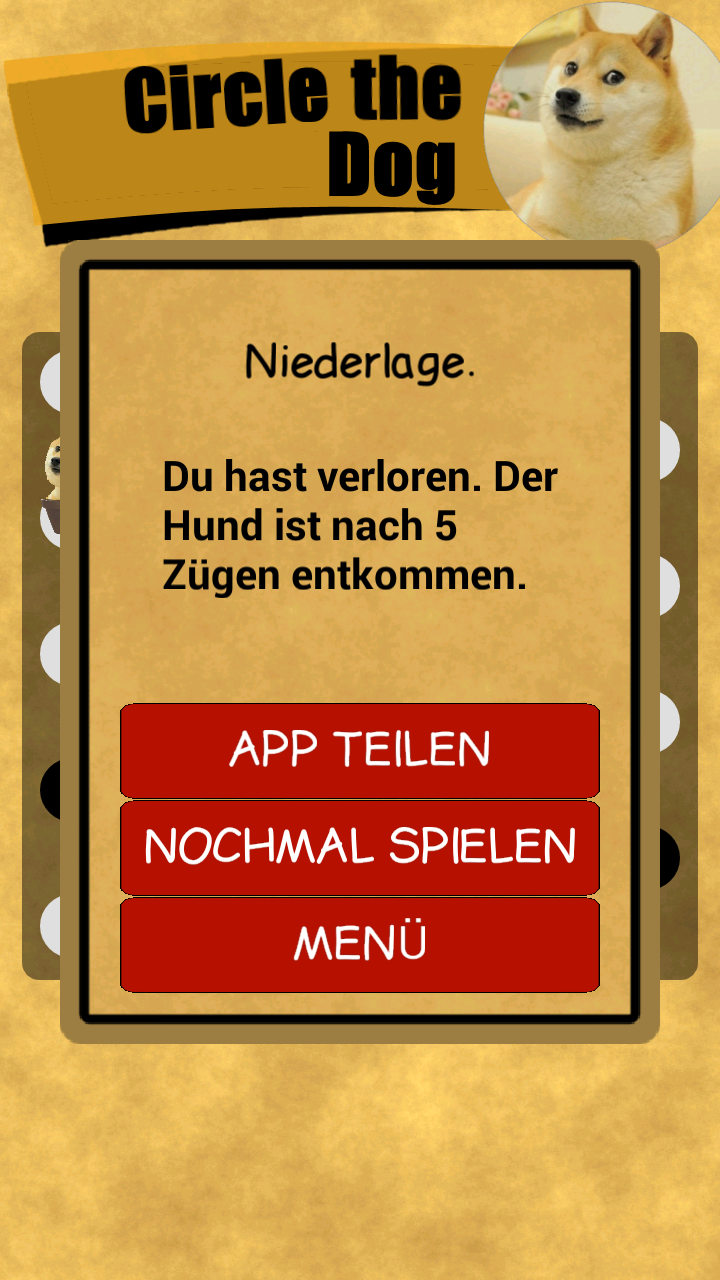 Circle the
Dog
Niederlage.
Du hast verloren. Der
Hund ist nach 5
Zügen entkommen.
APP TEILEN
NOCHMAL SPIELEN
MENÜ